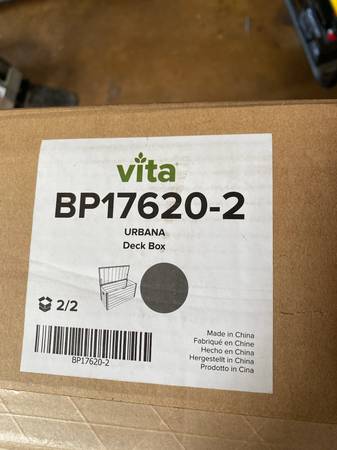 vita
BP17620-2
URBANA
Deck Box
2/2
BP17620-2
Made in China
Fabriqué en Chine
Hecho en China
Hergestellt in China
Prodotto in Cina